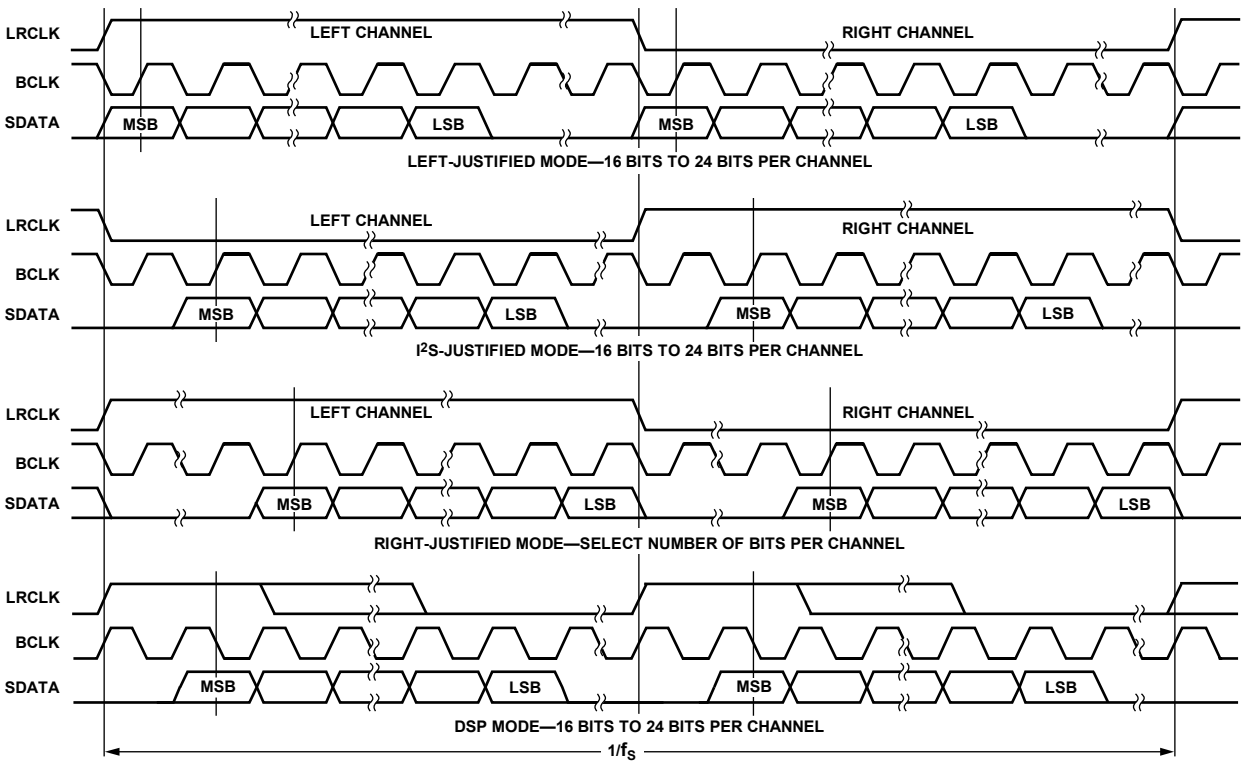 LRCLK LEFT CHANNEL RIGHT CHANNEL
BCLK
SDATA MSB LSB MSB LSB
LEFT-JUSTIFIED MODE—16 BITS TO 24 BITS PER CHANNEL
LRCLK LEFT CHANNEL RIGHT CHANNEL
BCLK
SDATA MSB LSB MSB LSB
I²S-JUSTIFIED MODE—16 BITS TO 24 BITS PER CHANNEL
LRCLK LEFT CHANNEL RIGHT CHANNEL
BCLK
SDATA MSB LSB MSB LSB
RIGHT-JUSTIFIED MODE—SELECT NUMBER OF BITS PER CHANNEL
LRCLK
BCLK
SDATA MSB LSB MSB LSB
DSP MODE—16 BITS TO 24 BITS PER CHANNEL
1/fS